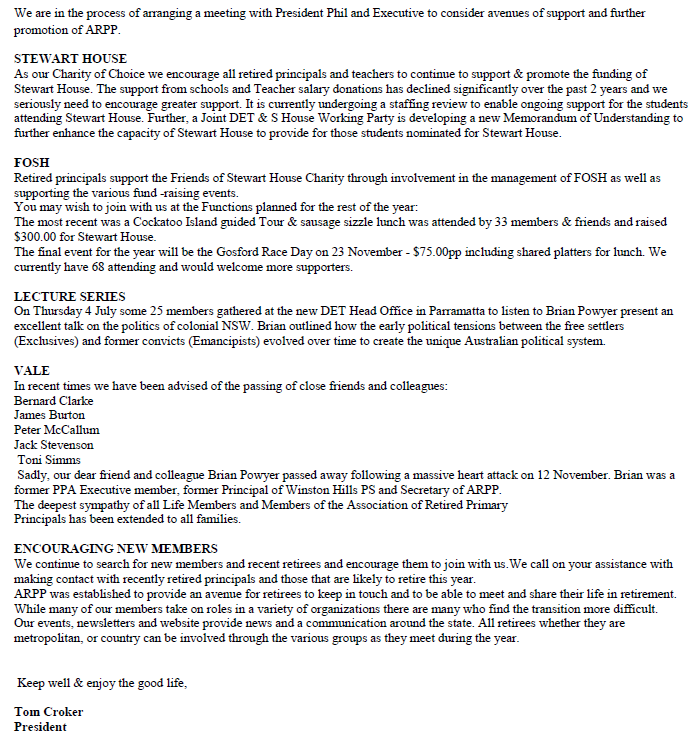 We are in the process of arranging a meeting with President Phil and Executive to consider avenues of support and further
promotion of ARPP.
STEWART HOUSE
As our Charity of Choice we encourage all retired principals and teachers to continue to support & promote the funding of
Stewart House. The support from schools and Teacher salary donations has declined significantly over the past 2 years and we
seriously need to encourage greater support. It is currently undergoing a staffing review to enable ongoing support for the students
attending Stewart House. Further, a Joint DET & S House Working Party is developing a new Memorandum of Understanding to
further enhance the capacity of Stewart House to provide for those students nominated for Stewart House.
FOSH
Retired principals support the Friends of Stewart House Charity through involvement in the management of FOSH as well as
supporting the various fund -raising events.
You may wish to join with us at the Functions planned for the rest of the year:
The most recent was a Cockatoo Island guided Tour & sausage sizzle lunch was attended by 33 members & friends and raised
$300.00 for Stewart House.
The final event for the year will be the Gosford Race Day on 23 November - $75.00pp including shared platters for lunch. We
currently have 68 attending and would welcome more supporters.
LECTURE SERIES
On Thursday 4 July some 25 members gathered at the new DET Head Office in Parramatta to listen to Brian Powyer present an
excellent talk on the politics of colonial NSW. Brian outlined how the early political tensions between the free settlers
(Exclusives) and former convicts (Emancipists) evolved over time to create the unique Australian political system.
VALE
In recent times we have been advised of the passing of close friends and colleagues:
Bernard Clarke
James Burton
Peter McCallum
Jack Stevenson
Toni Simms
Sadly, our dear friend and colleague Brian Powyer passed away following a massive heart attack on 12 November. Brian was a
former PPA Executive member, former Principal of Winston Hills PS and Secretary of ARPP.
The deepest sympathy of all Life Members and Members of the Association of Retired Primary
Principals has been extended to all families.
ENCOURAGING NEW MEMBERS
We continue to search for new members and recent retirees and encourage them to join with us.We call on your assistance with
making contact with recently retired principals and those that are likely to retire this year.
ARPP was established to provide an avenue for retirees to keep in touch and to be able to meet and share their life in retirement.
While many of our members take on roles in a variety of organizations there are many who find the transition more difficult.
Our events, newsletters and website provide news and a communication around the state. All retirees whether they are
metropolitan, or country can be involved through the various groups as they meet during the year.
Keep well & enjoy the good life,
Tom Croker
President